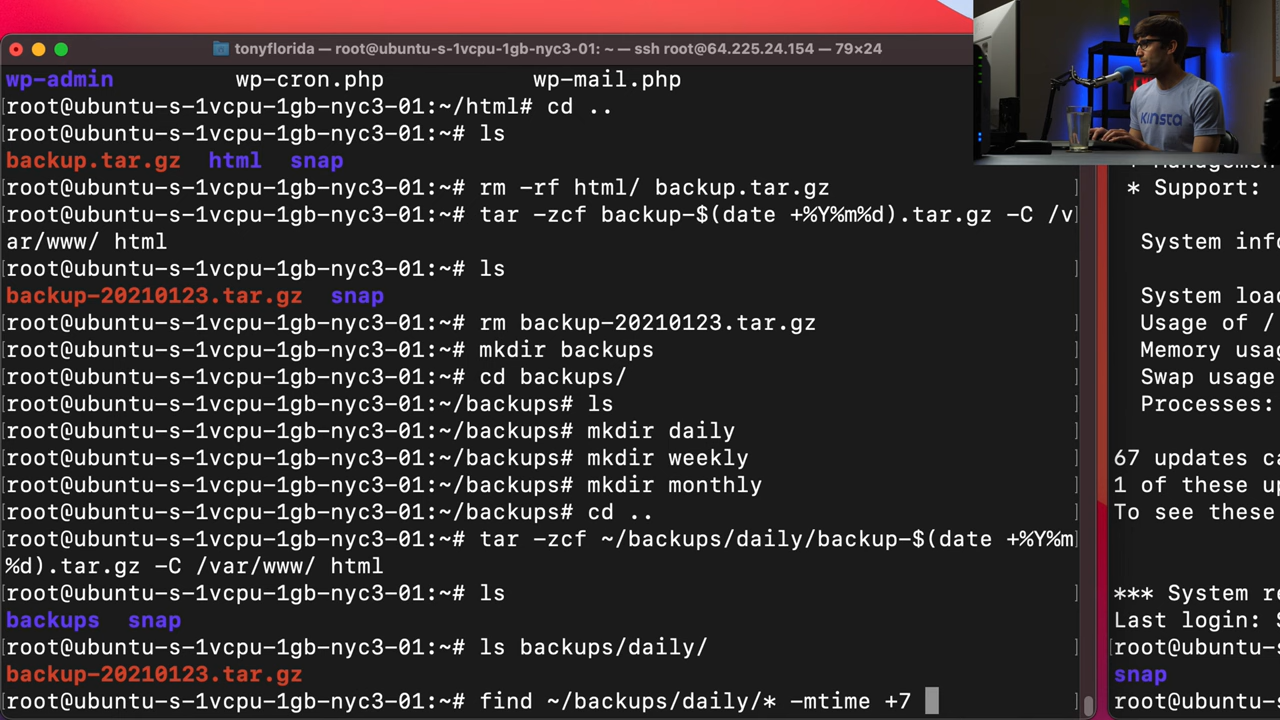 tonyflorida — root@ubuntu-s-1vcpu-1gb-nyc3-01: ~ — ssh root@64.225.24.154 — 79×24
wp-admin wp-cron.php wp-mail.php
[root@ubuntu-s-1vcpu-1gb-nyc3-01:~/html# cd ..
[root@ubuntu-s-1vcpu-1gb-nyc3-01:~# ls
backup.tar.gz html snap
[root@ubuntu-s-1vcpu-1gb-nyc3-01:~# rm -rf html/ backup.tar.gz ]
[root@ubuntu-s-1vcpu-1gb-nyc3-01:~# tar -zcf backup-$(date +%Y%m%d).tar.gz -C /v]
ar/www/ html
[root@ubuntu-s-1vcpu-1gb-nyc3-01:~# ls ]
backup-20210123.tar.gz snap
[root@ubuntu-s-1vcpu-1gb-nyc3-01:~# rm backup-20210123.tar.gz ]
[root@ubuntu-s-1vcpu-1gb-nyc3-01:~# mkdir backups ]
[root@ubuntu-s-1vcpu-1gb-nyc3-01:~# cd backups/ ]
[root@ubuntu-s-1vcpu-1gb-nyc3-01:~/backups# ls ]
[root@ubuntu-s-1vcpu-1gb-nyc3-01:~/backups# mkdir daily ]
[root@ubuntu-s-1vcpu-1gb-nyc3-01:~/backups# mkdir weekly ]
[root@ubuntu-s-1vcpu-1gb-nyc3-01:~/backups# mkdir monthly ]
[root@ubuntu-s-1vcpu-1gb-nyc3-01:~/backups# cd .. ]
[root@ubuntu-s-1vcpu-1gb-nyc3-01:~# tar -zcf ~/backups/daily/backup-$(date +%Y%m]
%d).tar.gz -C /var/www/ html
[root@ubuntu-s-1vcpu-1gb-nyc3-01:~# ls ]
backups snap
[root@ubuntu-s-1vcpu-1gb-nyc3-01:~# ls backups/daily/ ]
backup-20210123.tar.gz
[root@ubuntu-s-1vcpu-1gb-nyc3-01:~# find ~/backups/daily/* -mtime +7 ]
KINSTA
* Support:
System info
System loa
Usage of /
Memory usag
Swap usage
Processes:
67 updates ca
1 of these up
To see these
*** System re
Last login: S
root@ubuntu-s
snap
root@ubuntu-s